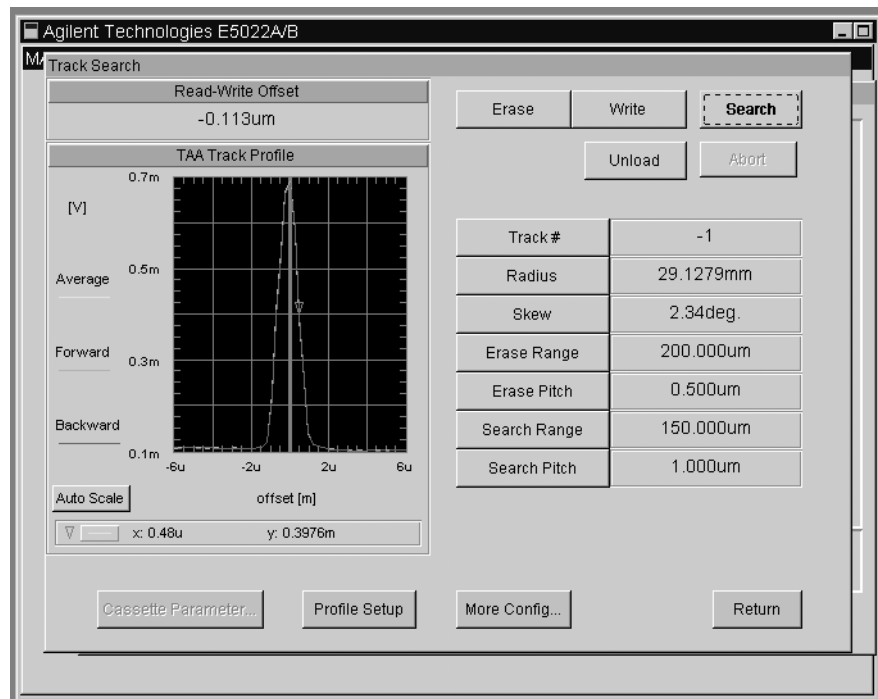 Agilent Technologies E5022A/B
MA
Track Search
Read-Write Offset
-0.113um
TAA Track Profile
0.7m
[V]
0.5m
Average
Forward
0.3m
Backward
0.1m
-6u -2u 2u 6u
Auto Scale
offset [m]
x: 0.48u y: 0.3976m
Erase Write Search
Unload Abort
Track # -1
Radius 29.1279mm
Skew 2.34deg.
Erase Range 200.000um
Erase Pitch 0.500um
Search Range 150.000um
Search Pitch 1.000um
Cassette Parameter... Profile Setup More Config... Return